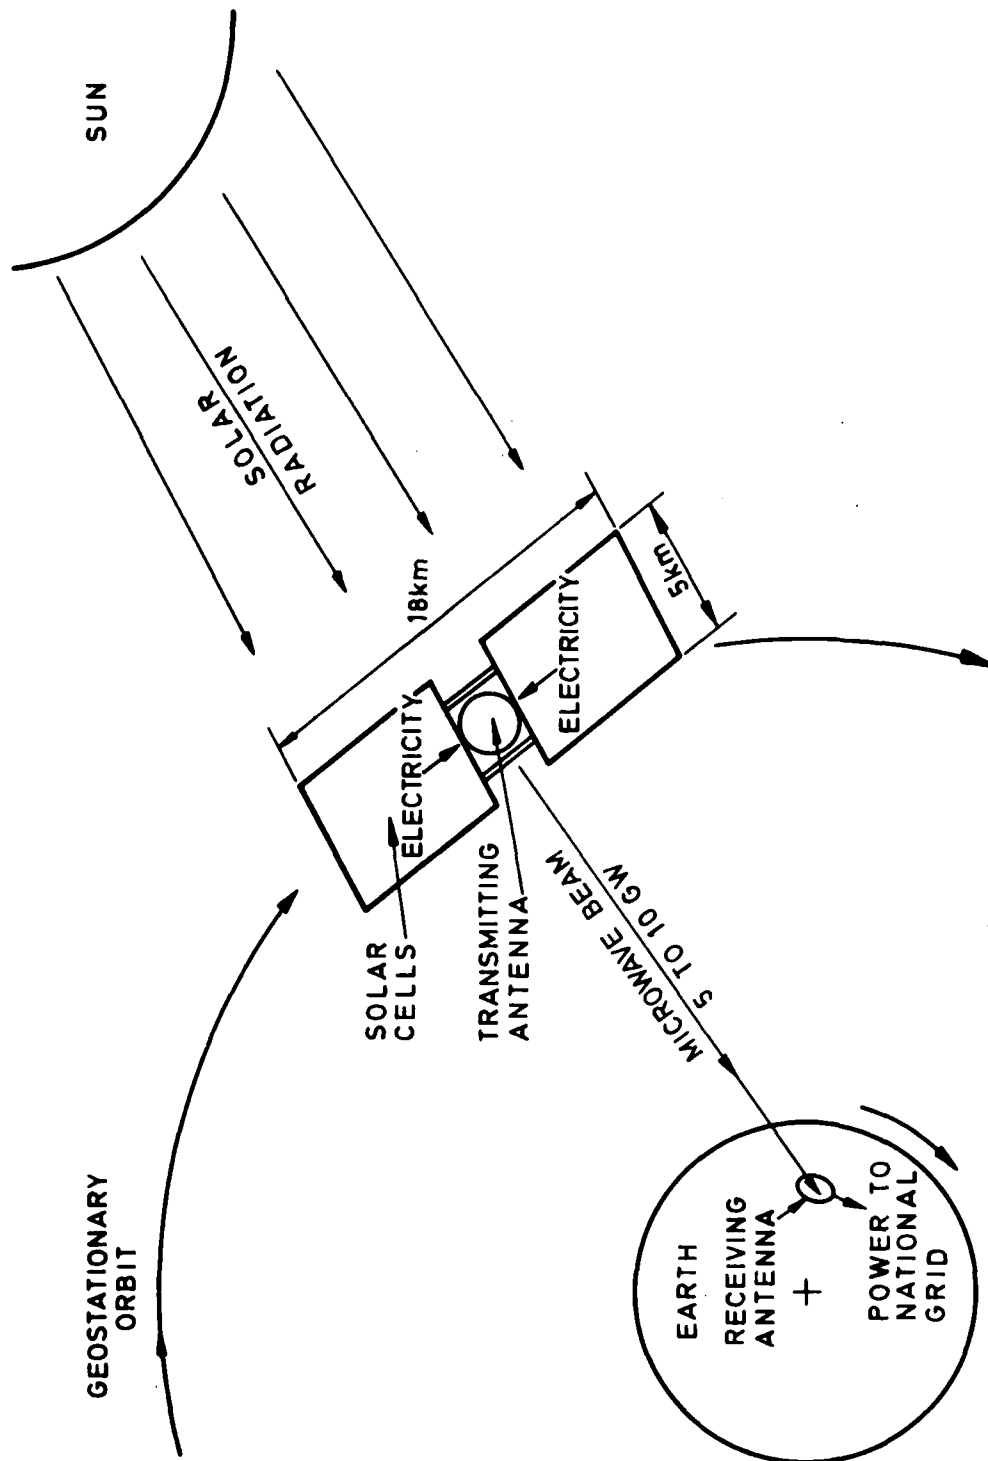 SUN
SOLAR
RADIATION
18km
5km
ELECTRICITY
ELECTRICITY
SOLAR
CELLS
TRANSMITTING
ANTENNA
MICROWAVE BEAM
5 TO 10 GW
GEOSTATIONARY
ORBIT
EARTH
RECEIVING
ANTENNA
POWER TO
NATIONAL
GRID